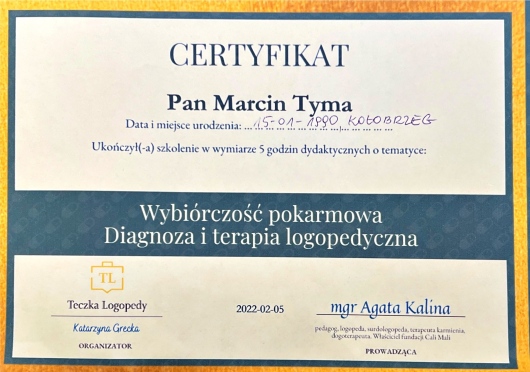 CERTYFIKAT
Pan Marcin Tyma
Data i miejsce urodzenia: 15-01-1990 KOŁOBRZEG
Ukończył(-a) szkolenie w wymiarze 5 godzin dydaktycznych o tematyce:
Wybiórczość pokarmowa
Diagnoza i terapia logopedyczna
TL
Teczka Logopedy
Katarzyna Grecka
ORGANIZATOR
2022-02-05
mgr Agata Kalina
pedagog, logopeda, surdologopeda, terapeuta karmienia,
dogoterapeuta. Właściciel fundacji Cali Mali
PROWADZĄCA